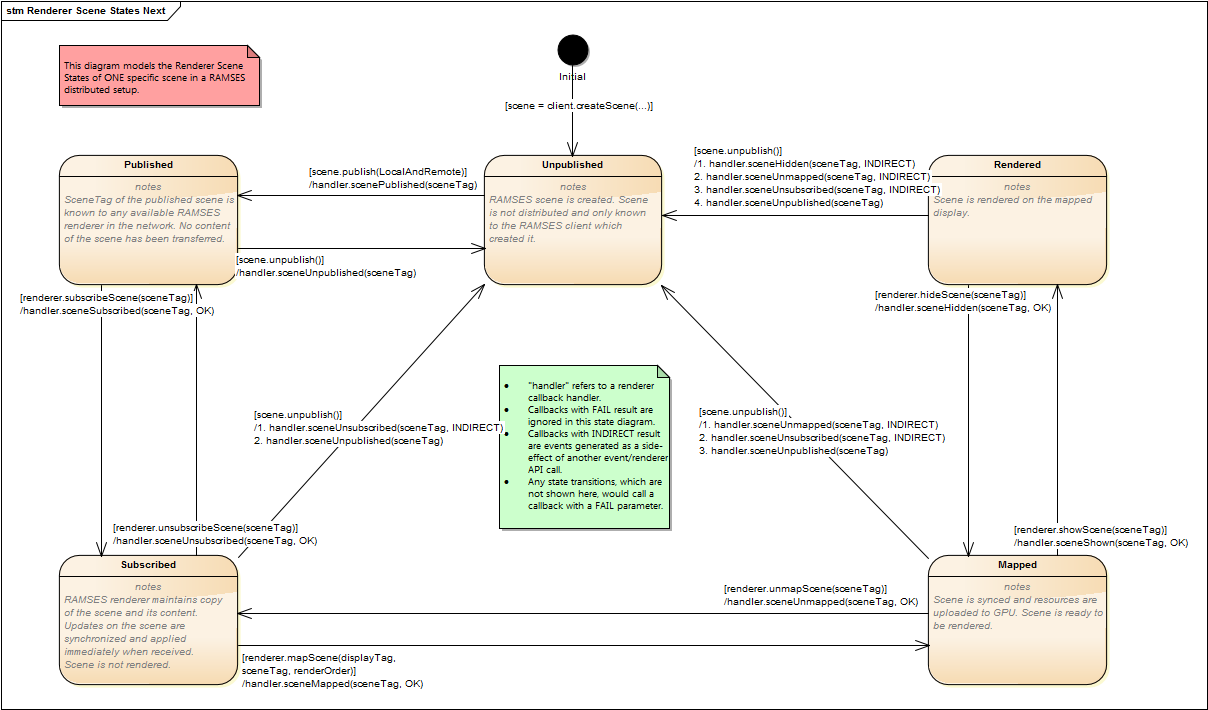 stm Renderer Scene States Next
This diagram models the Renderer Scene
States of ONE specific scene in a RAMSES
distributed setup.
Initial
[scene = client.createScene(...)]
Published
notes
SceneTag of the published scene is
known to any available RAMSES
renderer in the network. No content
of the scene has been transferred.
[scene.publish(LocalAndRemote)]
/handler.scenePublished(sceneTag)
Unpublished
notes
RAMSES scene is created. Scene
is not distributed and only known
to the RAMSES client which
created it.
[scene.unpublish()]
/1. handler.sceneHidden(sceneTag, INDIRECT)
2. handler.sceneUnmapped(sceneTag, INDIRECT)
3. handler.sceneUnsubscribed(sceneTag, INDIRECT)
4. handler.sceneUnpublished(sceneTag)
Rendered
notes
Scene is rendered on the mapped
display.
[scene.unpublish()]
/handler.sceneUnpublished(sceneTag)
[renderer.subscribeScene(sceneTag)]
/handler.sceneSubscribed(sceneTag, OK)
[renderer.hideScene(sceneTag)]
/handler.sceneHidden(sceneTag, OK)
[scene.unpublish()]
/1. handler.sceneUnsubscribed(sceneTag, INDIRECT)
2. handler.sceneUnpublished(sceneTag)
• "handler" refers to a renderer
callback handler.
• Callbacks with FAIL result are
ignored in this state diagram.
• Callbacks with INDIRECT result
are events generated as a side-
effect of another event/renderer
API call.
• Any state transitions, which are
not shown here, would call a
callback with a FAIL parameter.
[scene.unpublish()]
/1. handler.sceneUnmapped(sceneTag, INDIRECT)
2. handler.sceneUnsubscribed(sceneTag, INDIRECT)
3. handler.sceneUnpublished(sceneTag)
[renderer.unsubscribeScene(sceneTag)]
/handler.sceneUnsubscribed(sceneTag, OK)
[renderer.showScene(sceneTag)]
/handler.sceneShown(sceneTag, OK)
Subscribed
notes
RAMSES renderer maintains copy
of the scene and its content.
Updates on the scene are
synchronized and applied
immediately when received.
Scene is not rendered.
[renderer.unmapScene(sceneTag)]
/handler.sceneUnmapped(sceneTag, OK)
[renderer.mapScene(displayTag,
sceneTag, renderOrder)]
/handler.sceneMapped(sceneTag, OK)
Mapped
notes
Scene is synced and resources are
uploaded to GPU. Scene is ready to
be rendered.